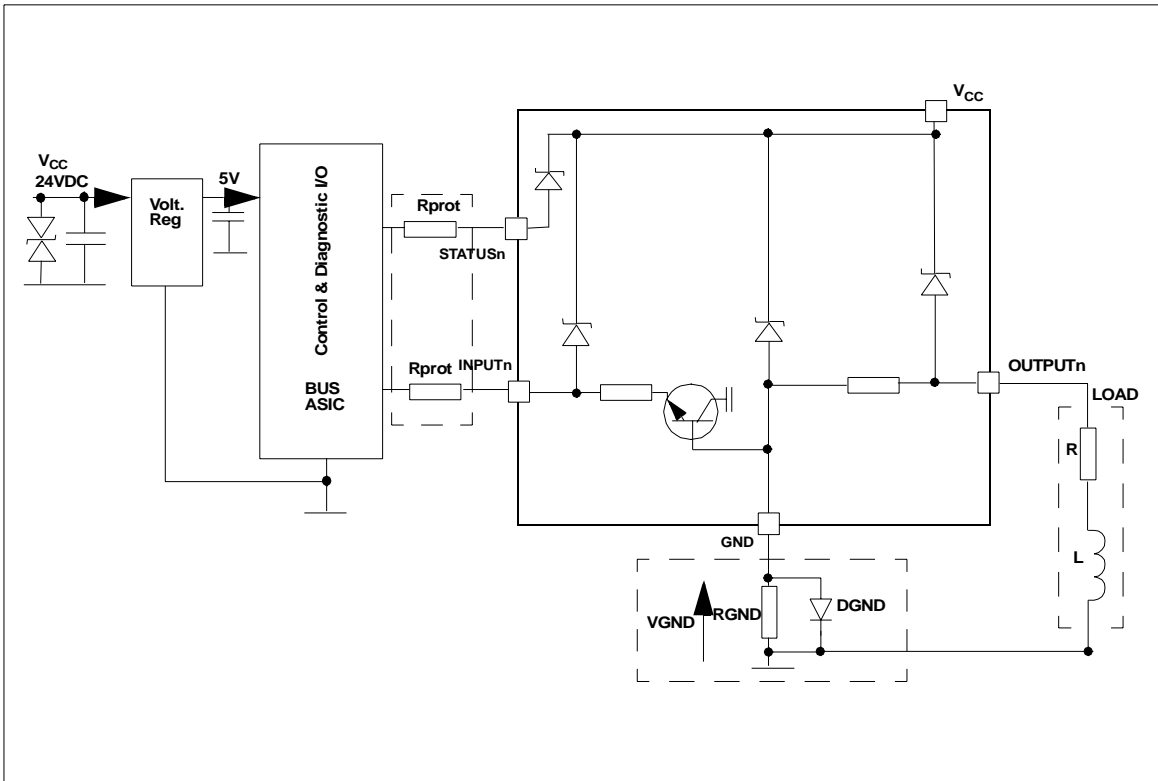 VCC
VCC
24VDC
5V
Volt.
Reg
Control & Diagnostic I/O
BUS
ASIC
Rprot
STATUSn
Rprot
INPUTn
OUTPUTn
LOAD
R
L
GND
VGND
RGND
DGND